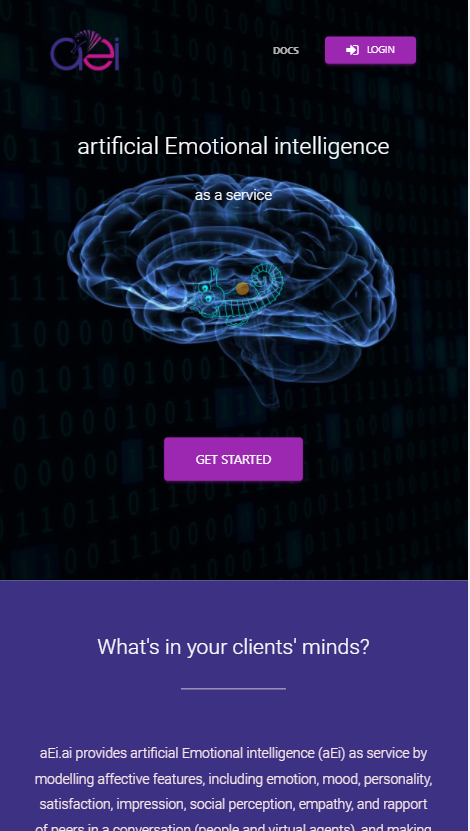 aei
DOCS
LOGIN
artificial Emotional intelligence
as a service
GET STARTED
What's in your clients' minds?
aEi.ai provides artificial Emotional intelligence (aEi) as service by
modelling affective features, including emotion, mood, personality,
satisfaction, impression, social perception, empathy, and rapport
of peers in a conversation (people and virtual agents), and making